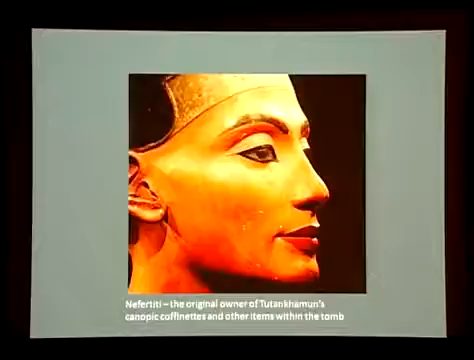 Nefertiti – the original owner of Tutankhamun's
canopic coffinettes and other items within the tomb